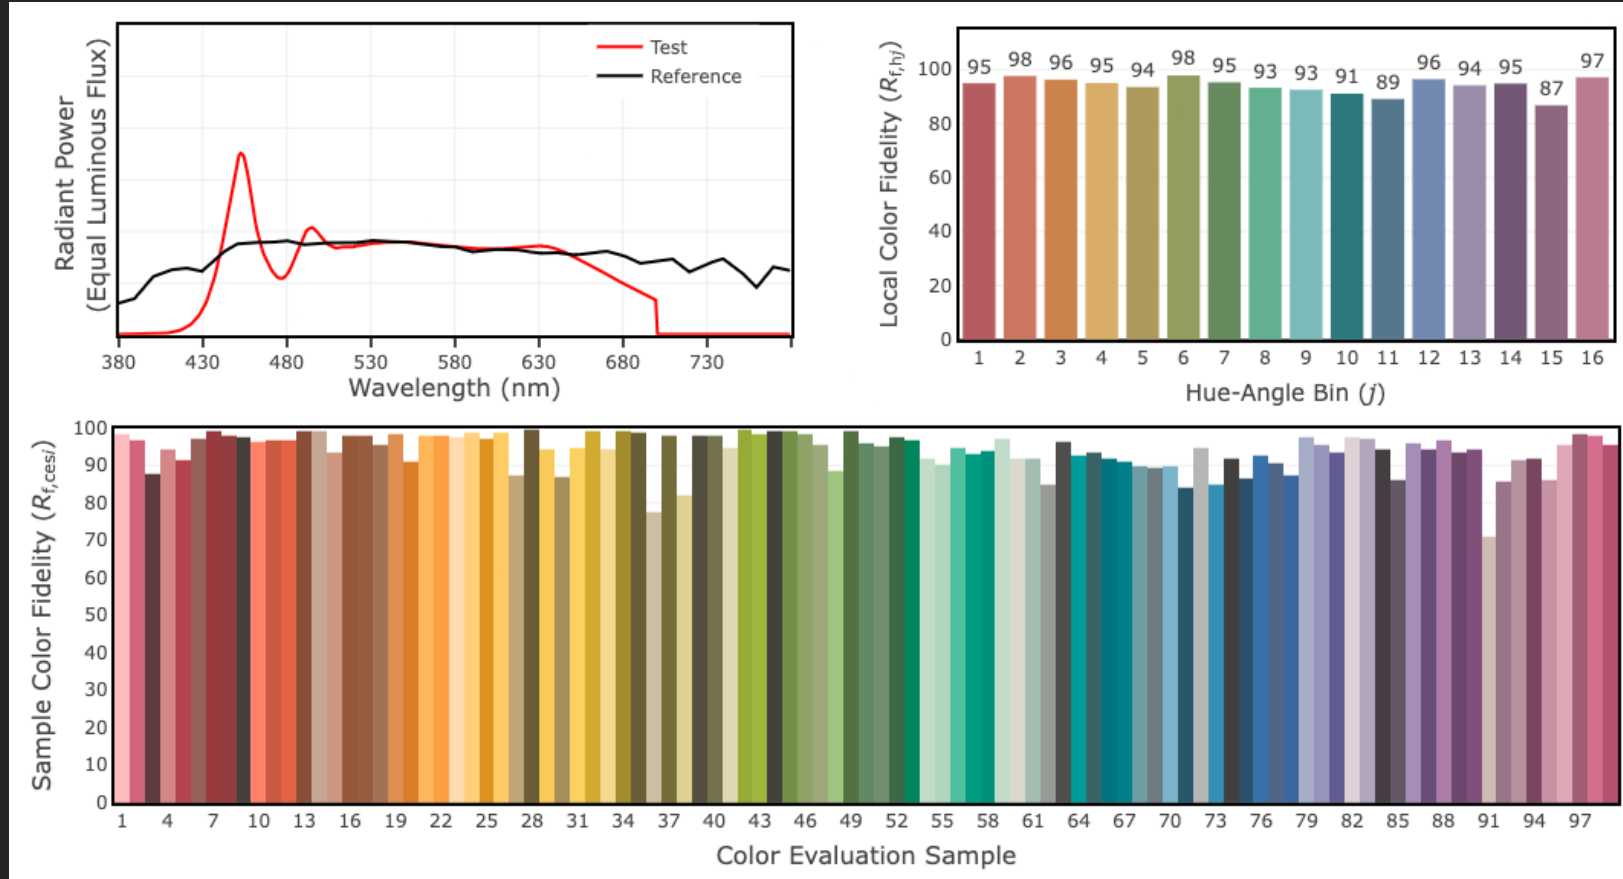 Radiant Power
(Equal Luminous Flux)
Test
Reference
380 430 480 530 580 630 680 730
Wavelength (nm)
Local Color Fidelity (Rf,hj)
100
80
60
40
20
0
95 98 96 95 94 98 95 93 93 91 89 96 94 95 87 97
1 2 3 4 5 6 7 8 9 10 11 12 13 14 15 16
Hue-Angle Bin (j)
Sample Color Fidelity (Rf,cesi)
100
90
80
70
60
50
40
30
20
10
0
1 4 7 10 13 16 19 22 25 28 31 34 37 40 43 46 49 52 55 58 61 64 67 70 73 76 79 82 85 88 91 94 97
Color Evaluation Sample